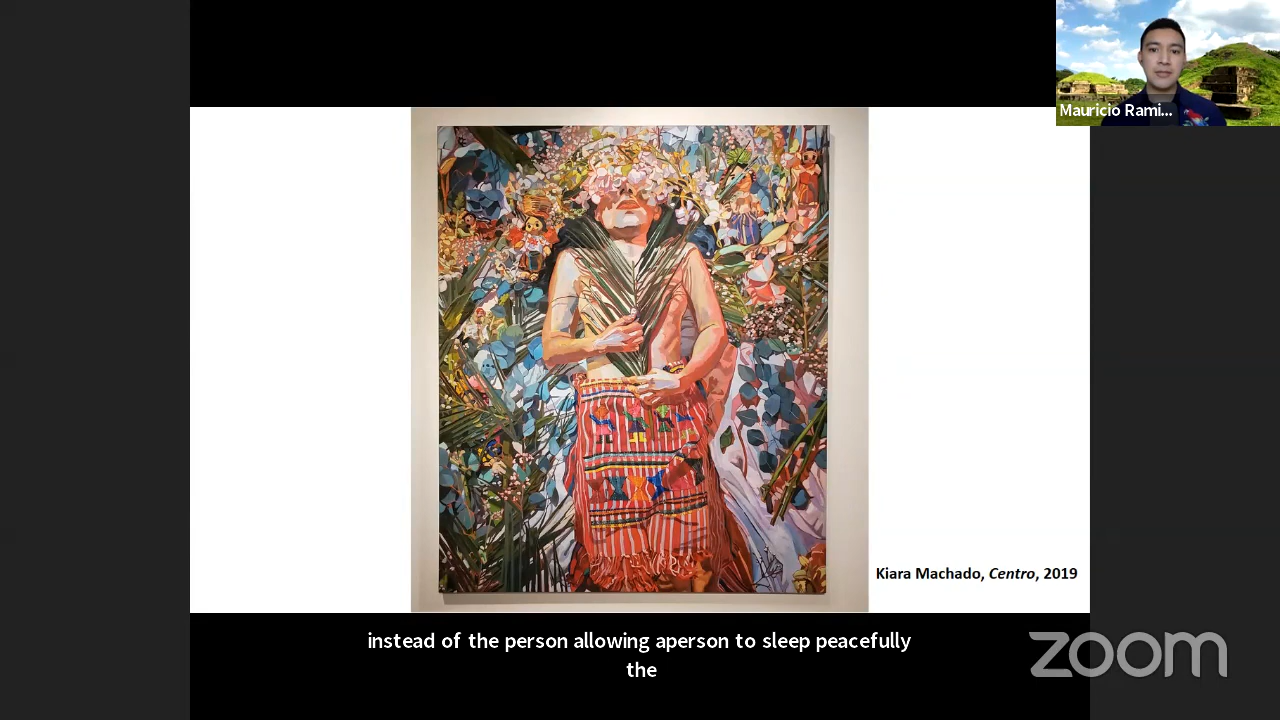 Mauricio Rami...
Kiara Machado, Centro, 2019
instead of the person allowing aperson to sleep peacefully
the
zoom